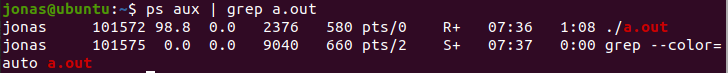 jonas@ubuntu:~$ ps aux | grep a.out
jonas     101572 98.8  0.0   2376   580 pts/0    R+   07:36   1:08 ./a.out
jonas     101575  0.0  0.0   9040   660 pts/2    S+   07:37   0:00 grep --color=
auto a.out